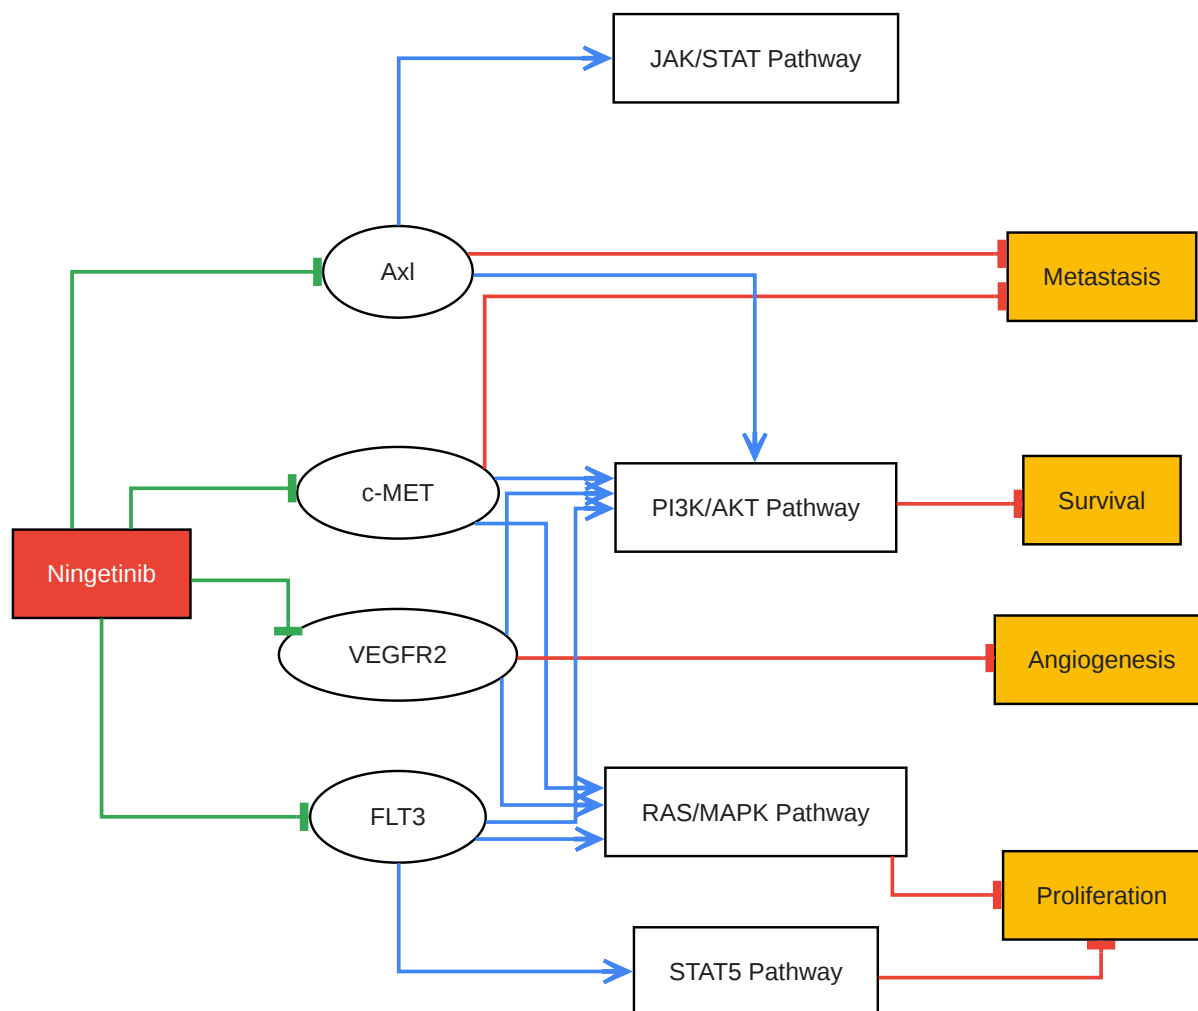 JAK/STAT Pathway
Axl
Metastasis
c-MET
PI3K/AKT Pathway
Survival
Ningetinib
VEGFR2
Angiogenesis
FLT3
RAS/MAPK Pathway
Proliferation
STAT5 Pathway